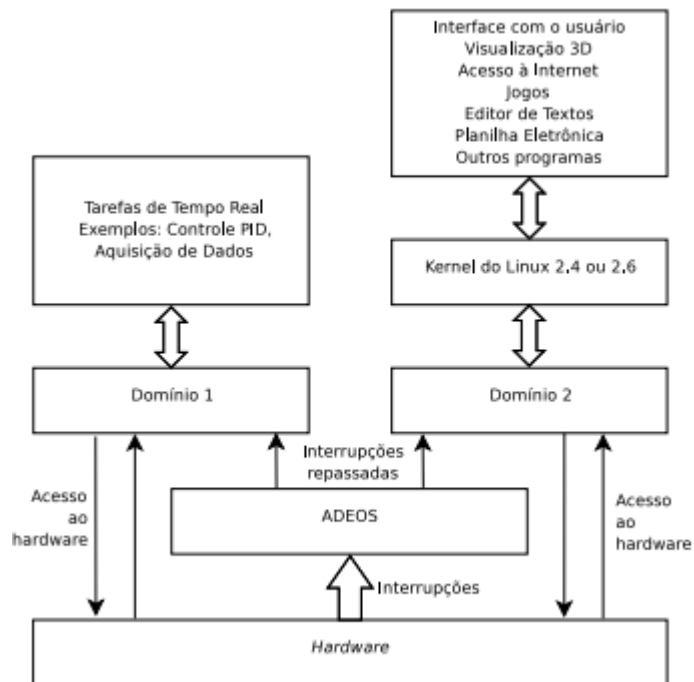 Interface com o usuário
Visualização 3D
Acesso à Internet
Jogos
Editor de Textos
Planilha Eletrônica
Outros programas
Tarefas de Tempo Real
Exemplos: Controle PID,
Aquisição de Dados
Kernel do Linux 2.4 ou 2.6
Domínio 1
Domínio 2
Interrupções
repassadas
Acesso
ao
hardware
ADEOS
Acesso
ao
hardware
Interrupções
Hardware